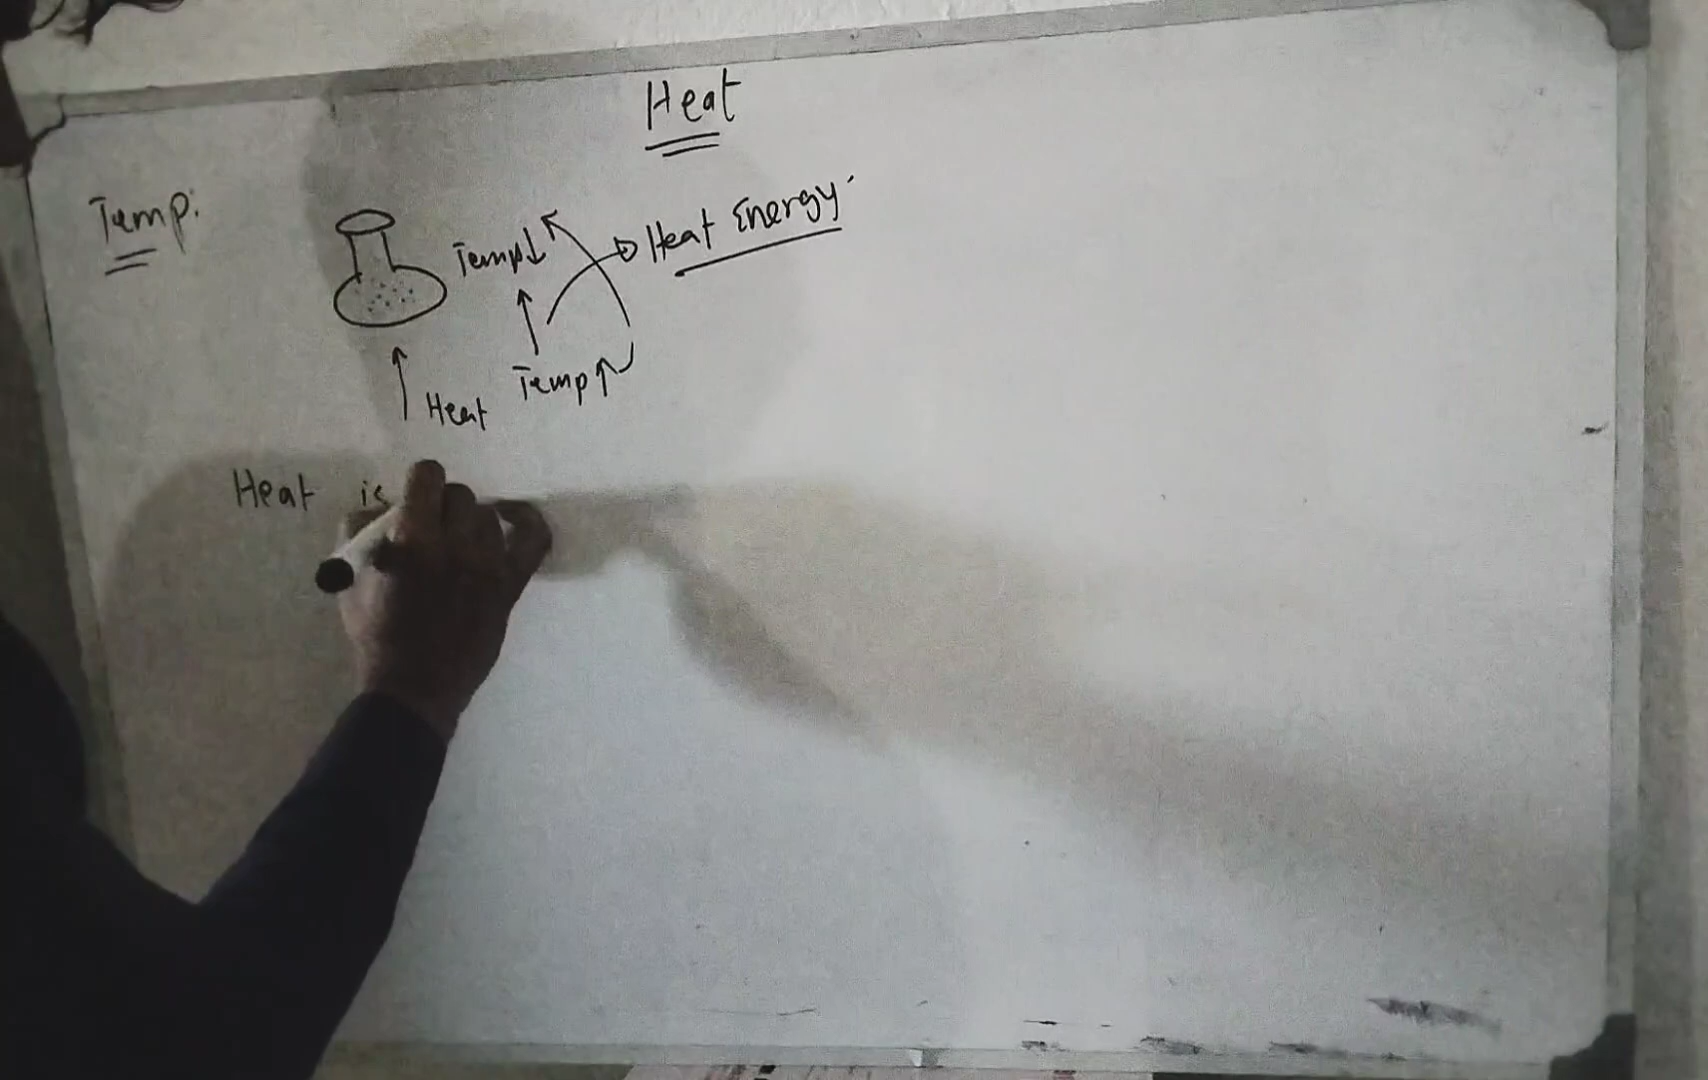 Heat
Temp:
Temp↓
Heat Energy.
Temp↑
Heat
Heat is